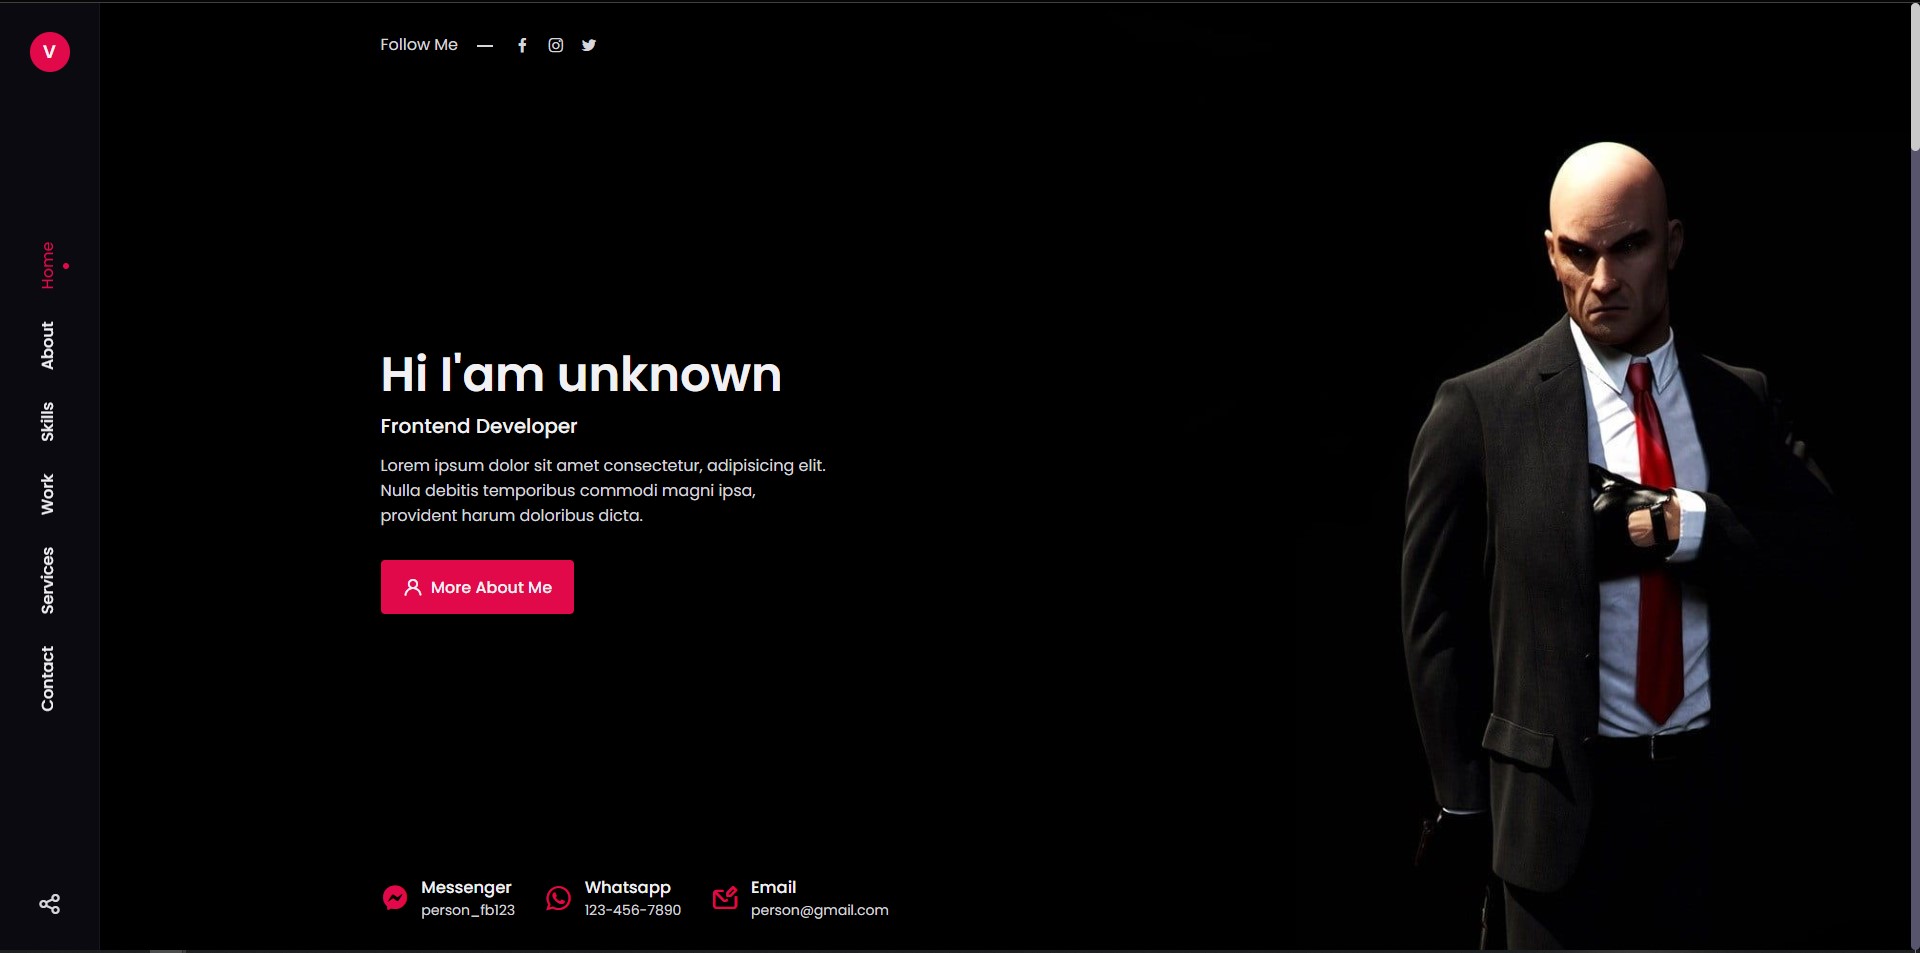 V
Home
About
Skills
Work
Services
Contact
Follow Me
Hi I'am unknown
Frontend Developer
Lorem ipsum dolor sit amet consectetur, adipisicing elit.
Nulla debitis temporibus commodi magni ipsa,
provident harum doloribus dicta.
More About Me
Messenger
person_fb123
Whatsapp
123-456-7890
Email
person@gmail.com